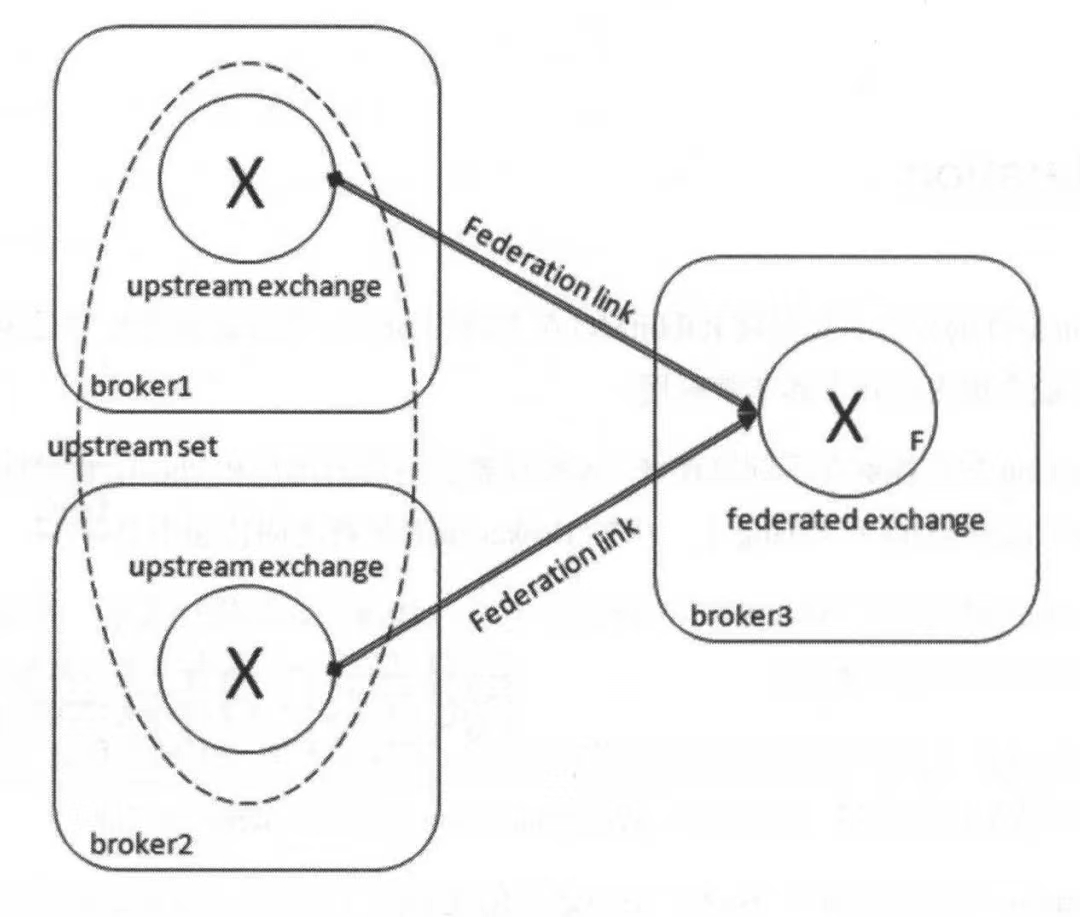 X
upstream exchange
broker1
Federation link
upstream set
X
F
federated exchange
broker3
upstream exchange
Federation link
X
broker2